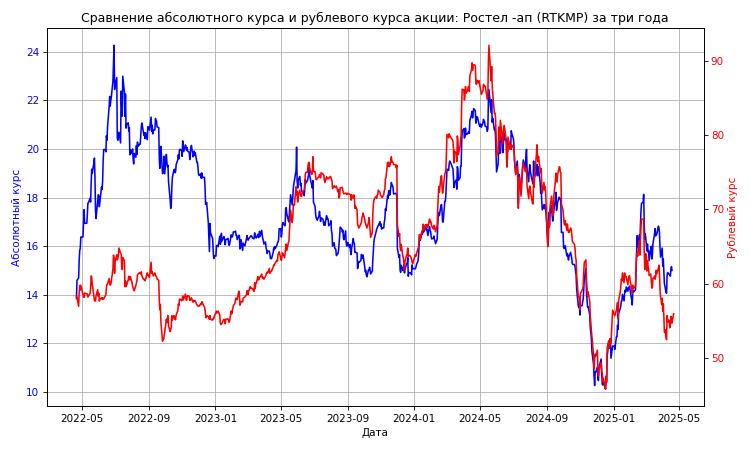 Сравнение абсолютного курса и рублевого курса акции: Ростел -ап (RTKMP) за три года
Абсолютный курс
24
22
20
18
16
14
12
10
90
80
70
60
50
Рублевый курс
2022-05 2022-09 2023-01 2023-05 2023-09 2024-01 2024-05 2024-09 2025-01 2025-05
Дата